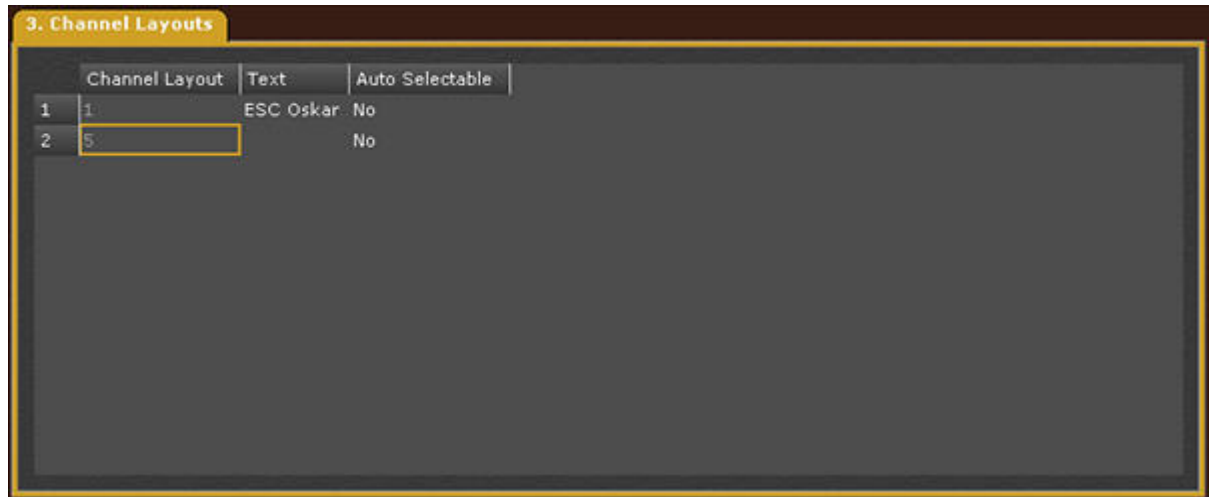 3. Channel Layouts
Channel Layout Text Auto Selectable
1 1 ESC Oskar No
2 5 No